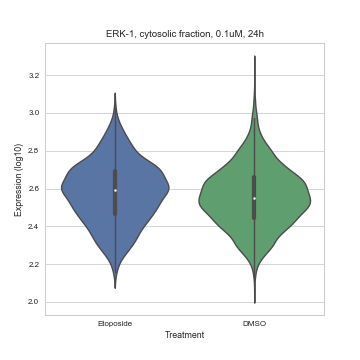 ERK-1, cytosolic fraction, 0.1uM, 24h
Expression (log10)
3.2
3.0
2.8
2.6
2.4
2.2
2.0
Etoposide DMSO
Treatment